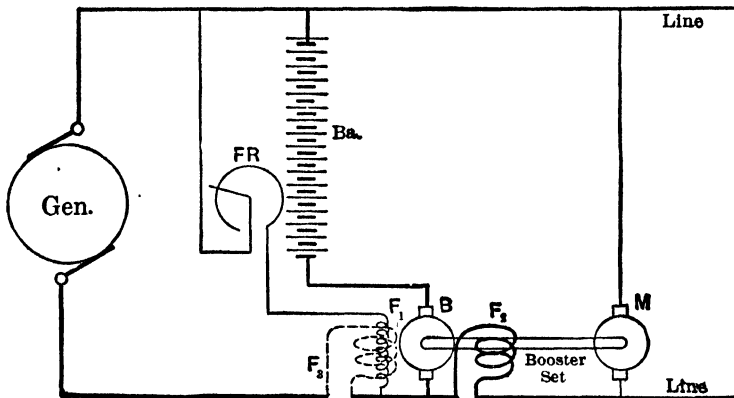 Line
Ba.
FR
Gen.
F₁
B
F₂
M
F₃
Booster
Set
Line